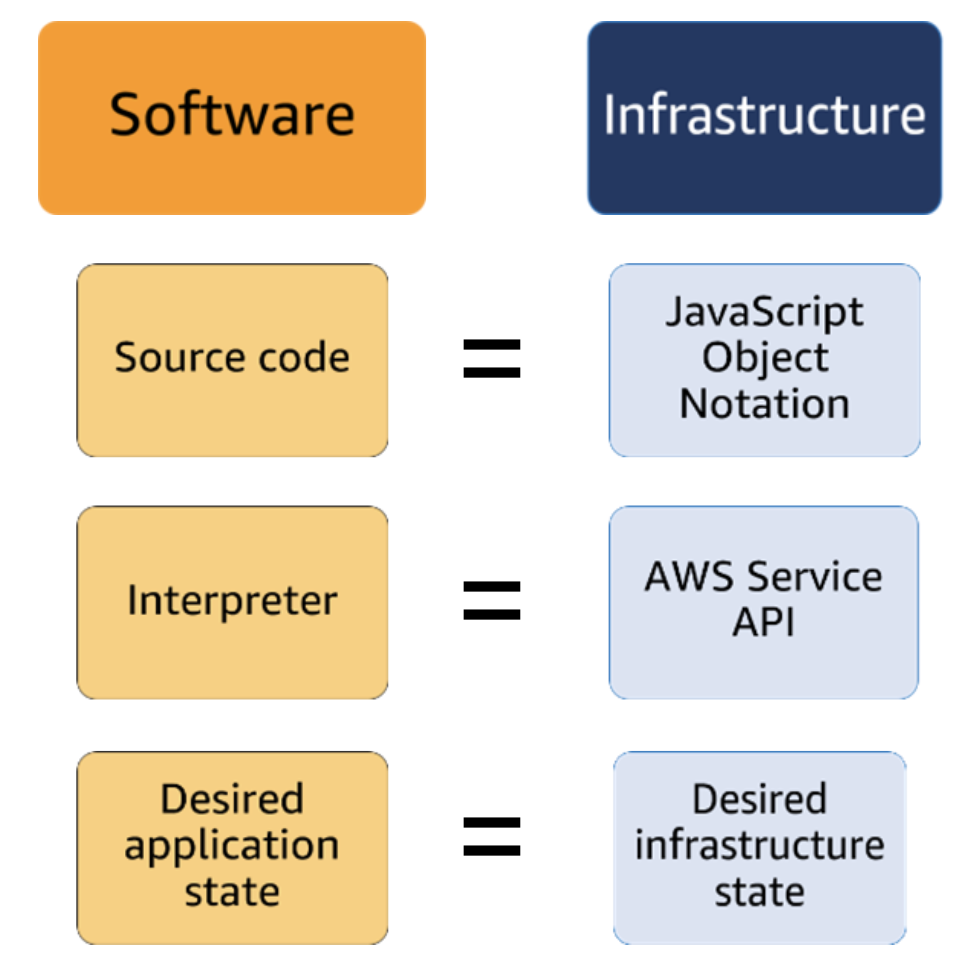 Software
Infrastructure
Source code
=
JavaScript
Object
Notation
Interpreter
=
AWS Service
API
Desired
application
state
=
Desired
infrastructure
state